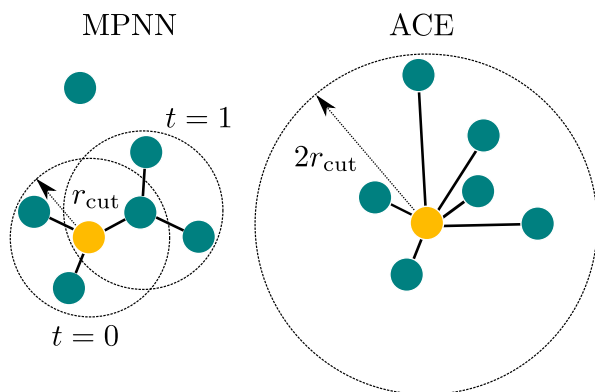 MPNN
t = 1
r_cut
t = 0
ACE
2r_cut